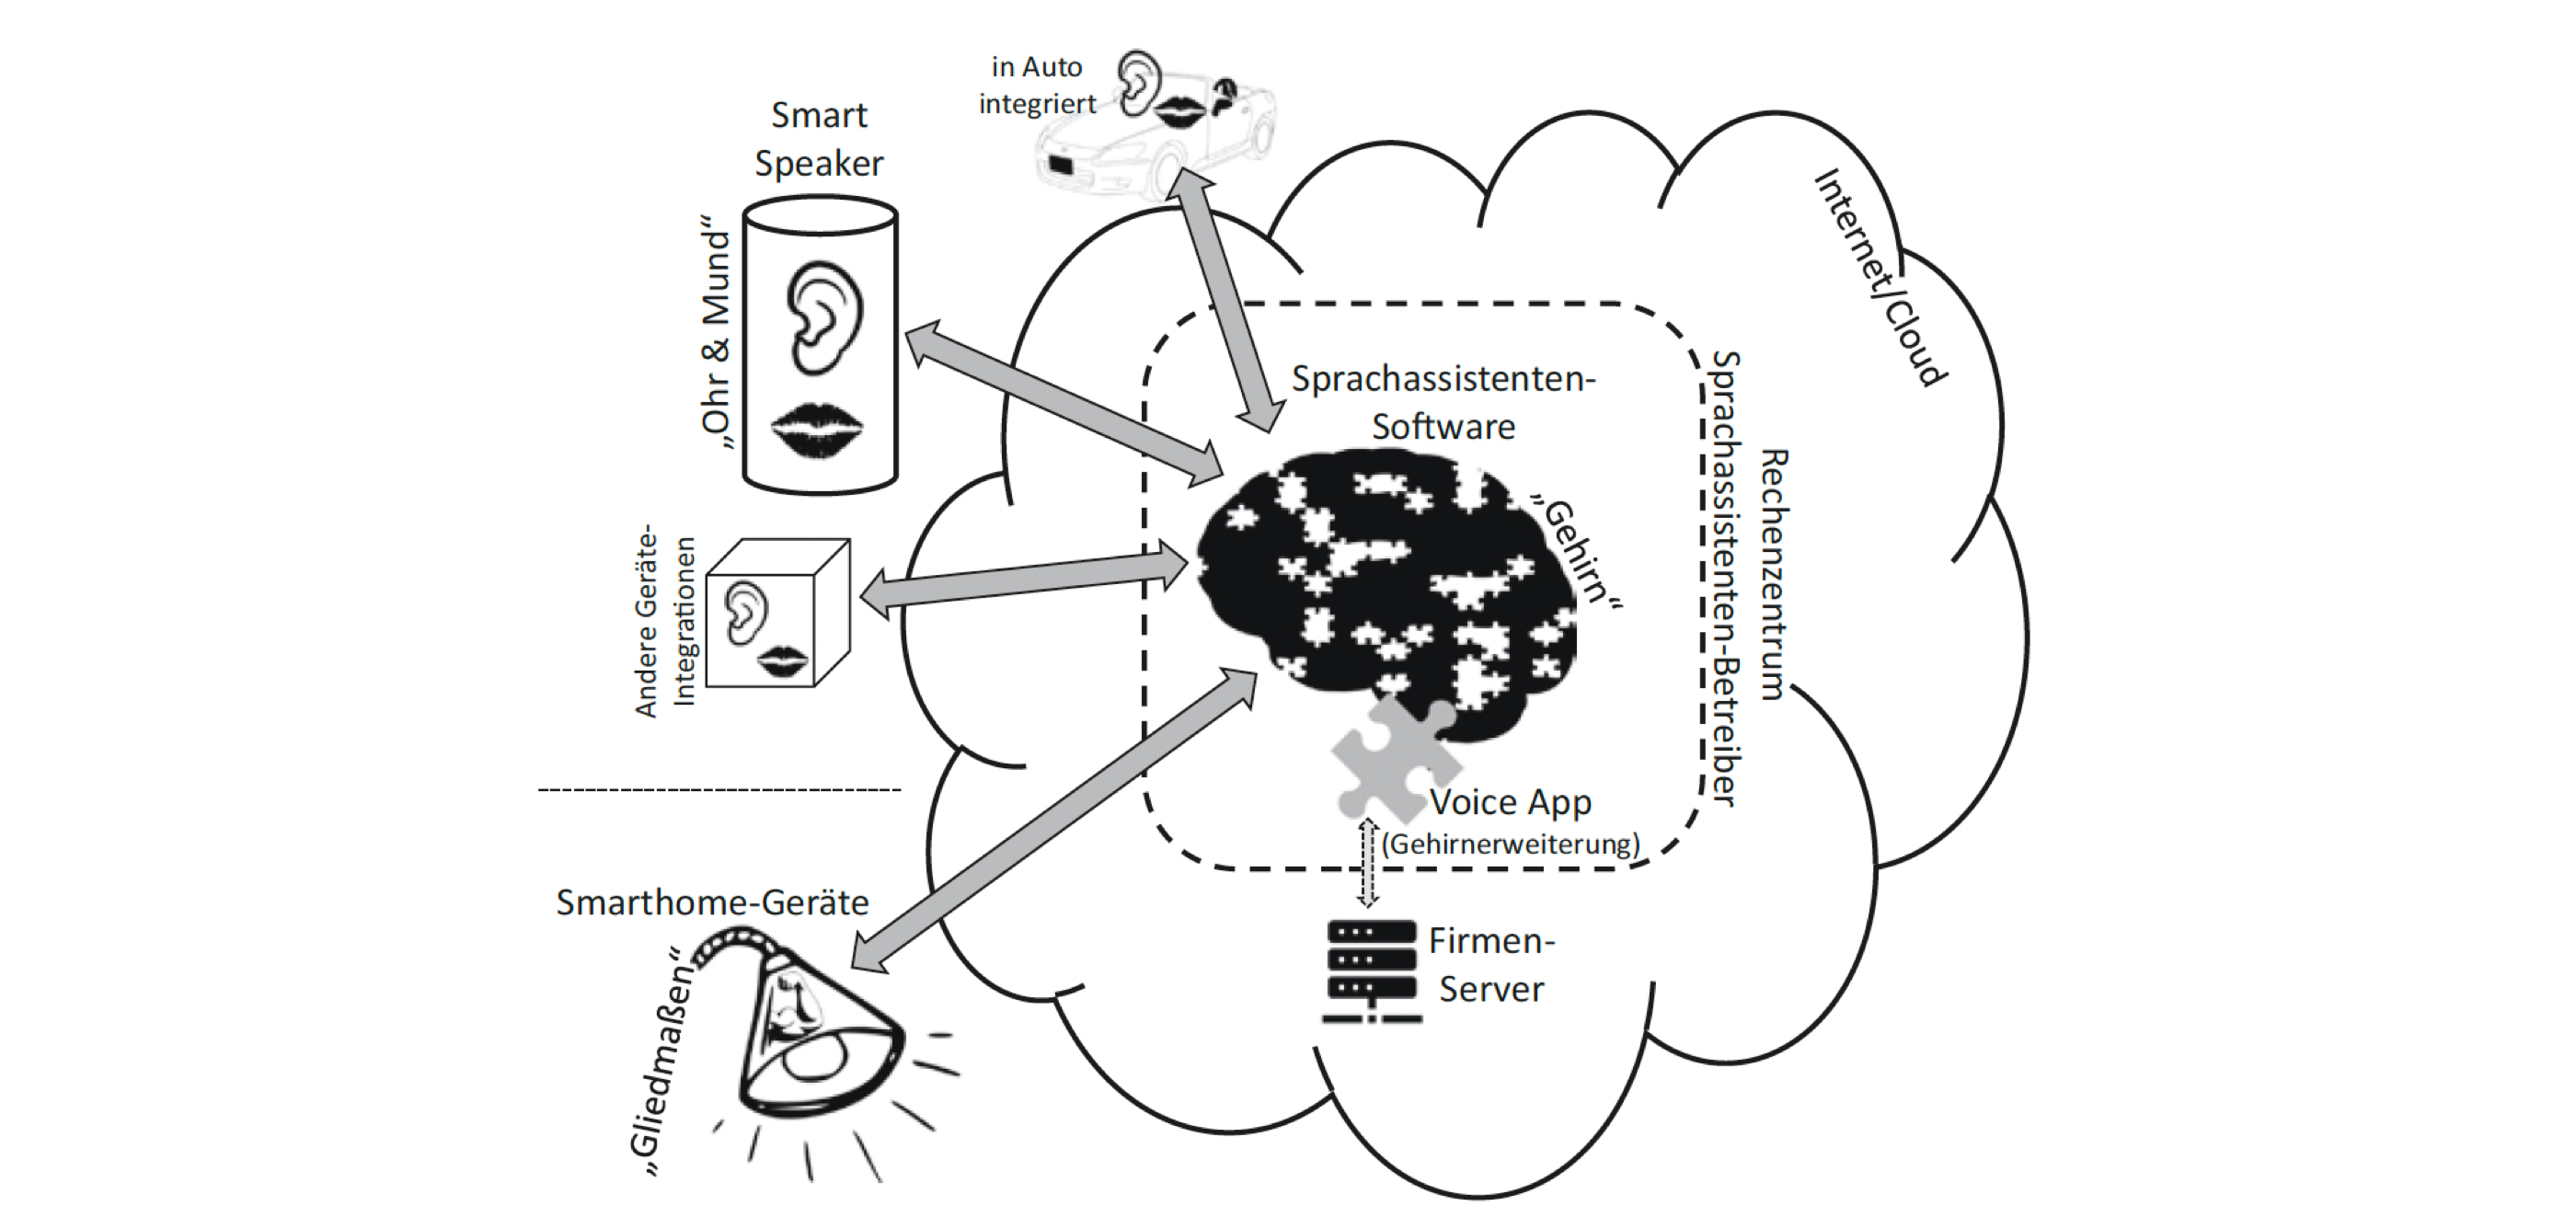 in Auto
integriert
Smart
Speaker
„Ohr & Mund“
Andere Geräte-
Integrationen
Smarthome-Geräte
„Gliedmaßen“
Internet/Cloud
Sprachassistenten-
Software
„Gehirn“
Voice App
(Gehirnerweiterung)
Rechenzentrum
Sprachassistenten-Betreiber
Firmen-
Server